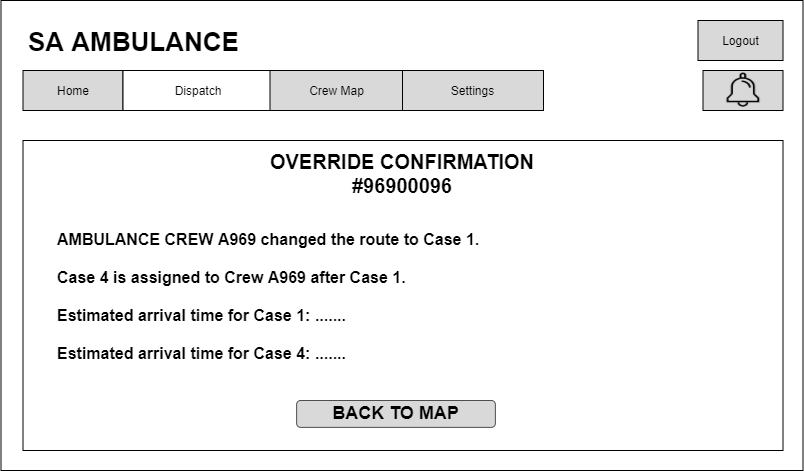 SA AMBULANCE
Logout
Home
Dispatch
Crew Map
Settings
OVERRIDE CONFIRMATION
#96900096
AMBULANCE CREW A969 changed the route to Case 1.
Case 4 is assigned to Crew A969 after Case 1.
Estimated arrival time for Case 1: .......
Estimated arrival time for Case 4: .......
BACK TO MAP